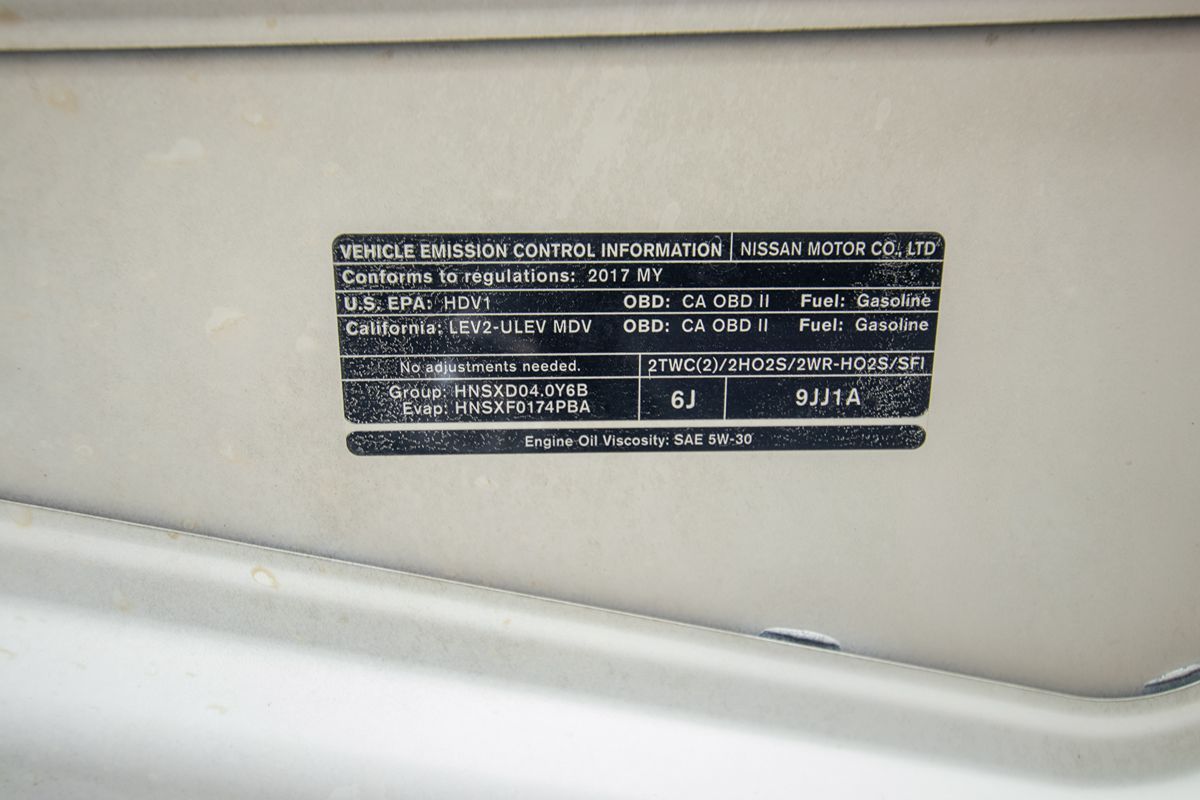 VEHICLE EMISSION CONTROL INFORMATION NISSAN MOTOR CO., LTD
Conforms to regulations: 2017 MY
U.S. EPA: HDV1 OBD: CA OBD II Fuel: Gasoline
California: LEV2-ULEV MDV OBD: CA OBD II Fuel: Gasoline
No adjustments needed. 2TWC(2)/2HO2S/2WR-HO2S/SFI
Group: HNSXD04.0Y6B
Evap: HNSXF0174PBA
6J 9JJ1A
Engine Oil Viscosity: SAE 5W-30